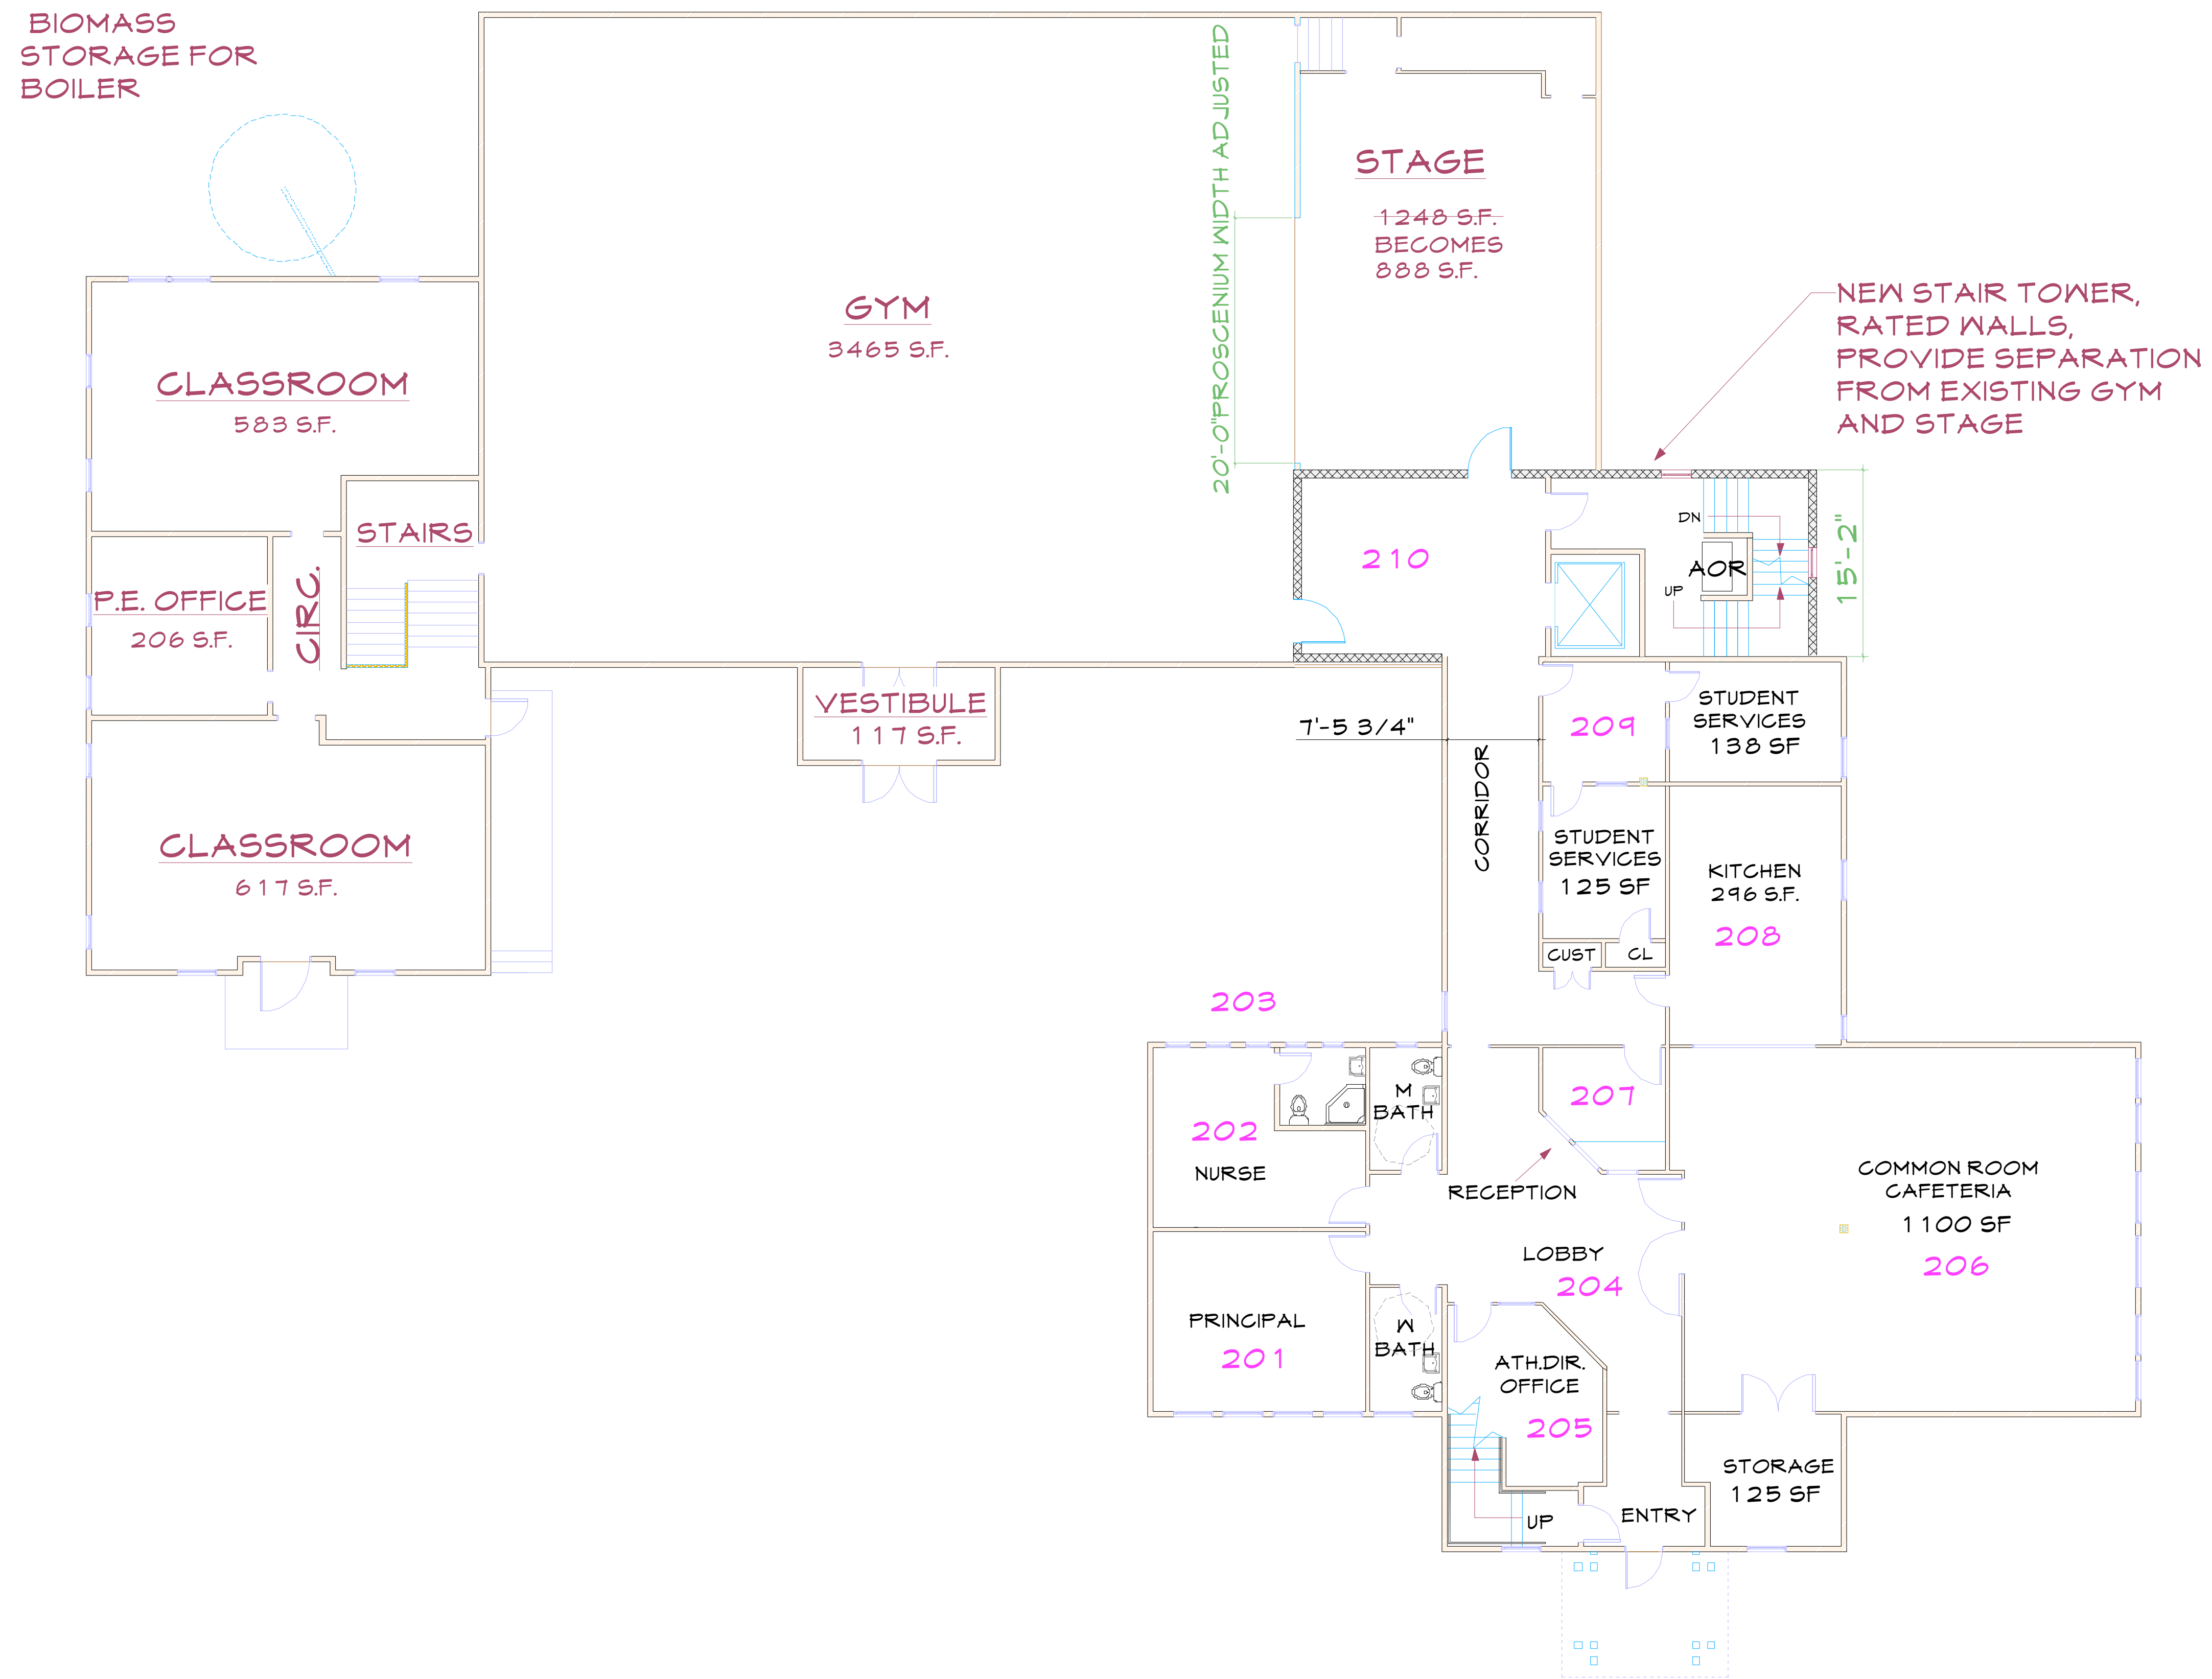 BIOMASS
STORAGE FOR
BOILER
20'-0"PROSCENIUM WIDTH ADJUSTED
STAGE
1248 S.F.
BECOMES
888 S.F.
GYM
3465 S.F.
NEW STAIR TOWER,
RATED WALLS,
PROVIDE SEPARATION
FROM EXISTING GYM
AND STAGE
CLASSROOM
583 S.F.
STAIRS
P.E. OFFICE
206 S.F.
CIRC.
210
DN
AOR
UP
15'-2"
VESTIBULE
117 S.F.
7'-5 3/4"
CORRIDOR
209
STUDENT
SERVICES
138 SF
CLASSROOM
617 S.F.
STUDENT
SERVICES
125 SF
KITCHEN
296 S.F.
208
CUST
CL
203
M
BATH
207
202
NURSE
RECEPTION
COMMON ROOM
CAFETERIA
1100 SF
206
LOBBY
204
PRINCIPAL
201
W
BATH
ATH.DIR.
OFFICE
205
STORAGE
125 SF
UP
ENTRY